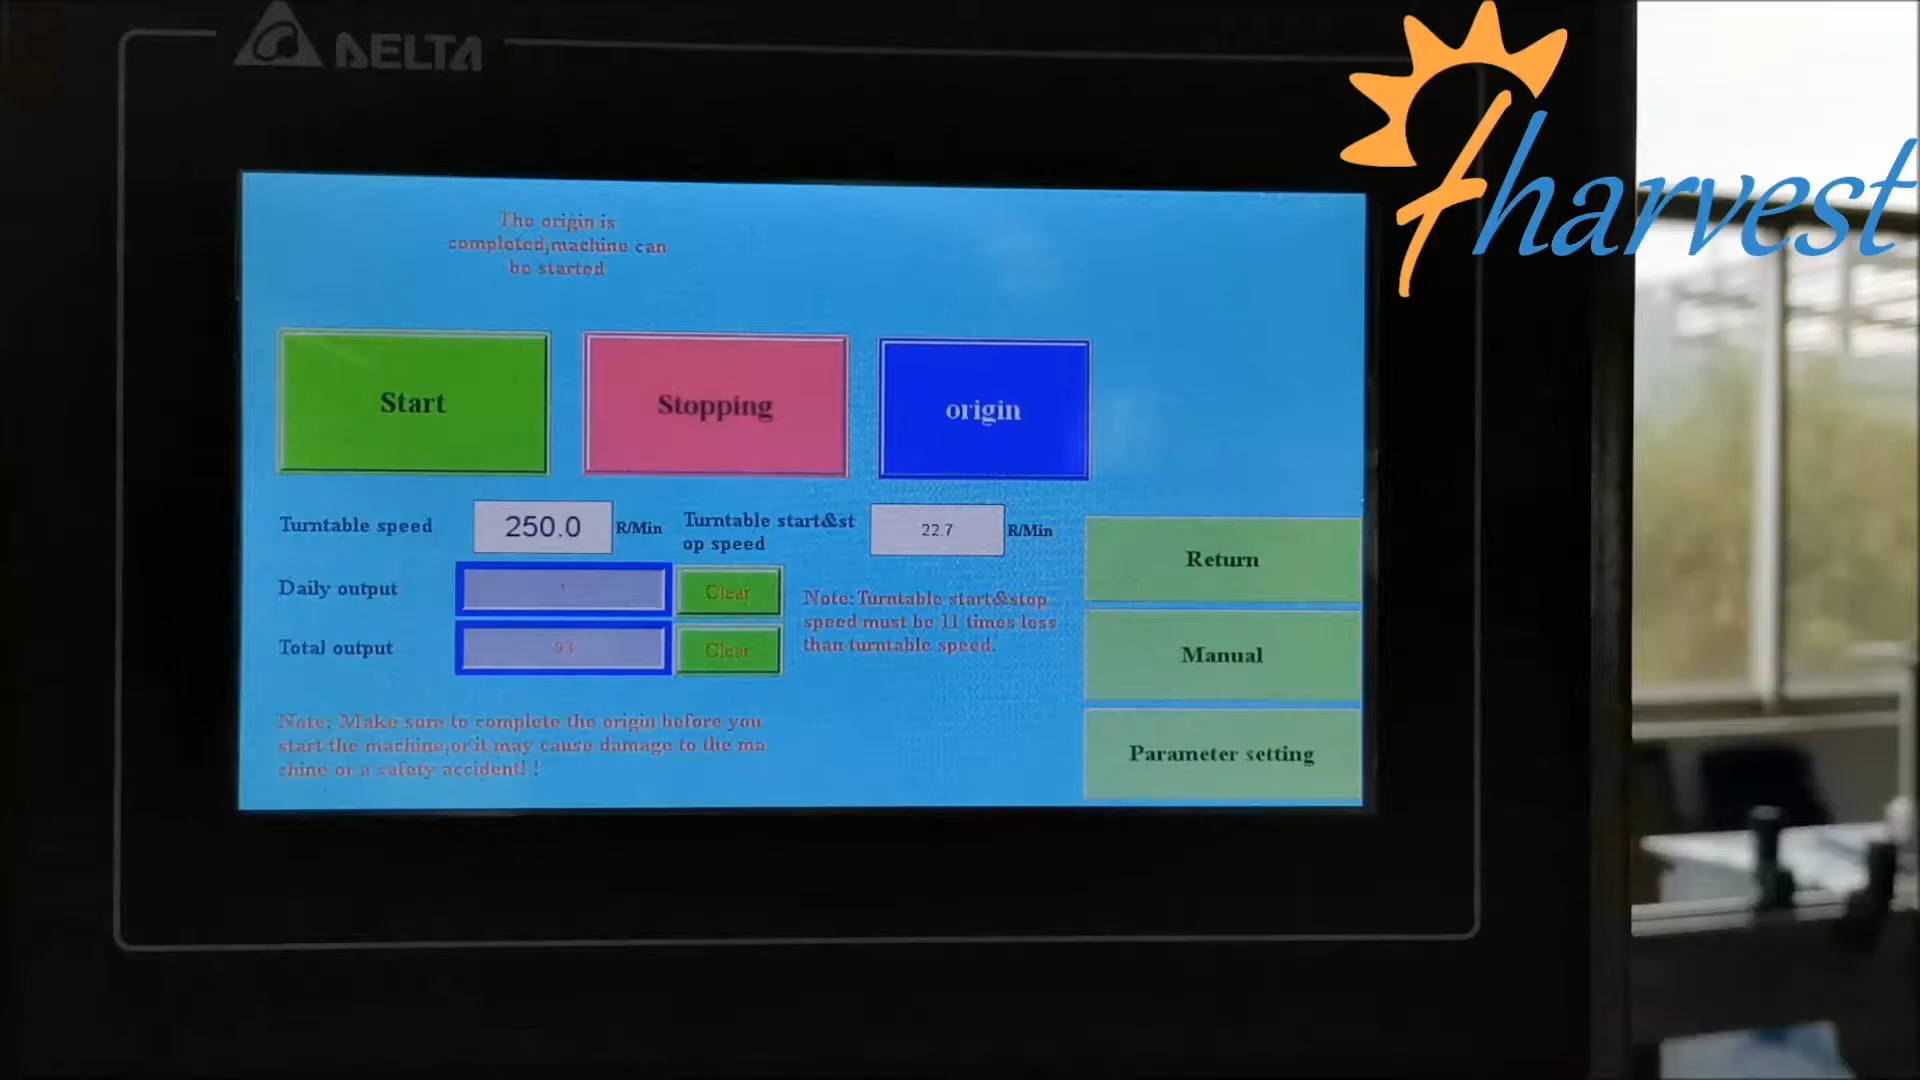 DELTA
harvest
The origin is
completed,machine can
be started
Start
Stopping
origin
Turntable speed
250.0
R/Min
Turntable start&st
op speed
22.7
R/Min
Daily output
1
Clear
Total output
93
Clear
Note:Turntable start&stop
speed must be 11 times less
than turntable speed.
Return
Manual
Parameter setting
Note: Make sure to complete the origin before you
start the machine,or it may cause damage to the ma
chine or a safety accident! !